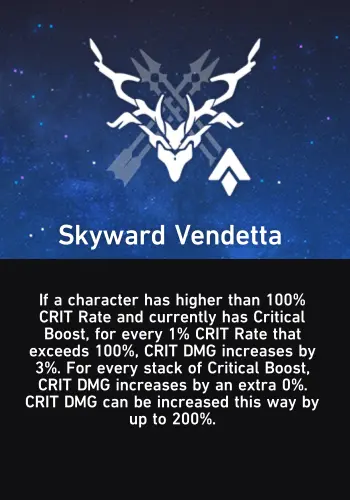 Skyward Vendetta
If a character has higher than 100%
CRIT Rate and currently has Critical
Boost, for every 1% CRIT Rate that
exceeds 100%, CRIT DMG increases by
3%. For every stack of Critical Boost,
CRIT DMG increases by an extra 0%.
CRIT DMG can be increased this way by
up to 200%.